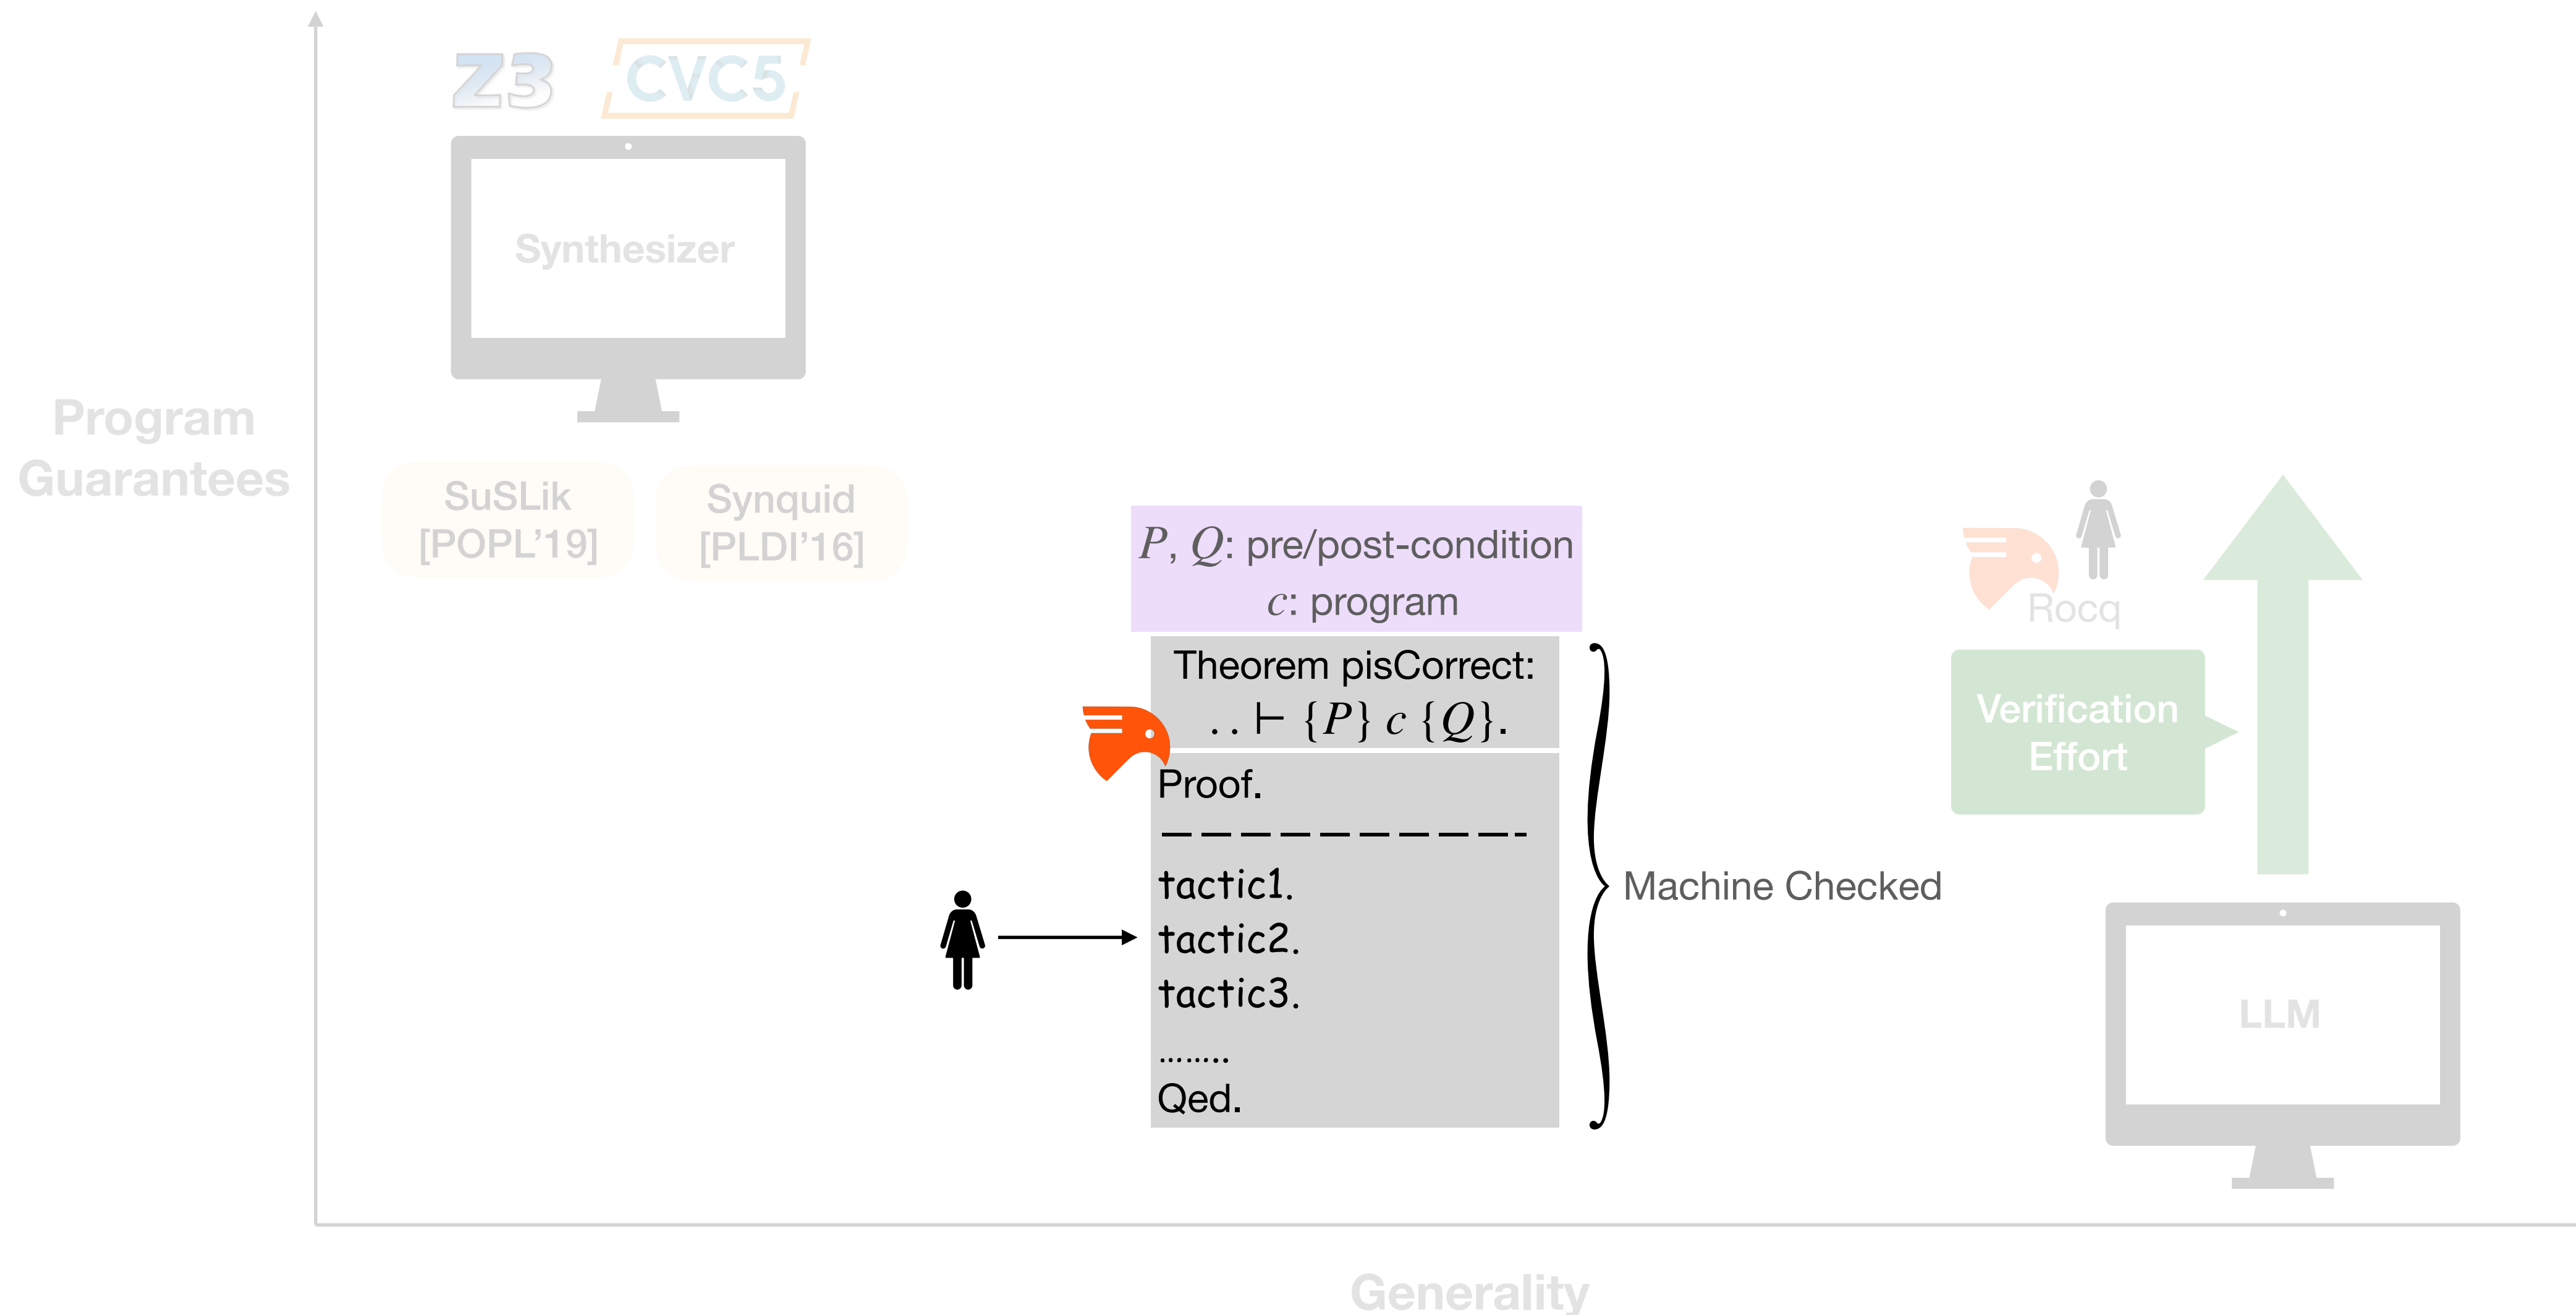 Z3
CVC5
Synthesizer
Program
Guarantees
SuSLik
[POPL’19]
Synquid
[PLDI’16]
P, Q: pre/post-condition
c: program
Theorem pisCorrect:
. . ⊢ {P} c {Q}.
Proof.
— — — — — — — — — -
tactic1.
tactic2.
tactic3.
........
Qed.
Machine Checked
Rocq
Verification
Effort
LLM
Generality